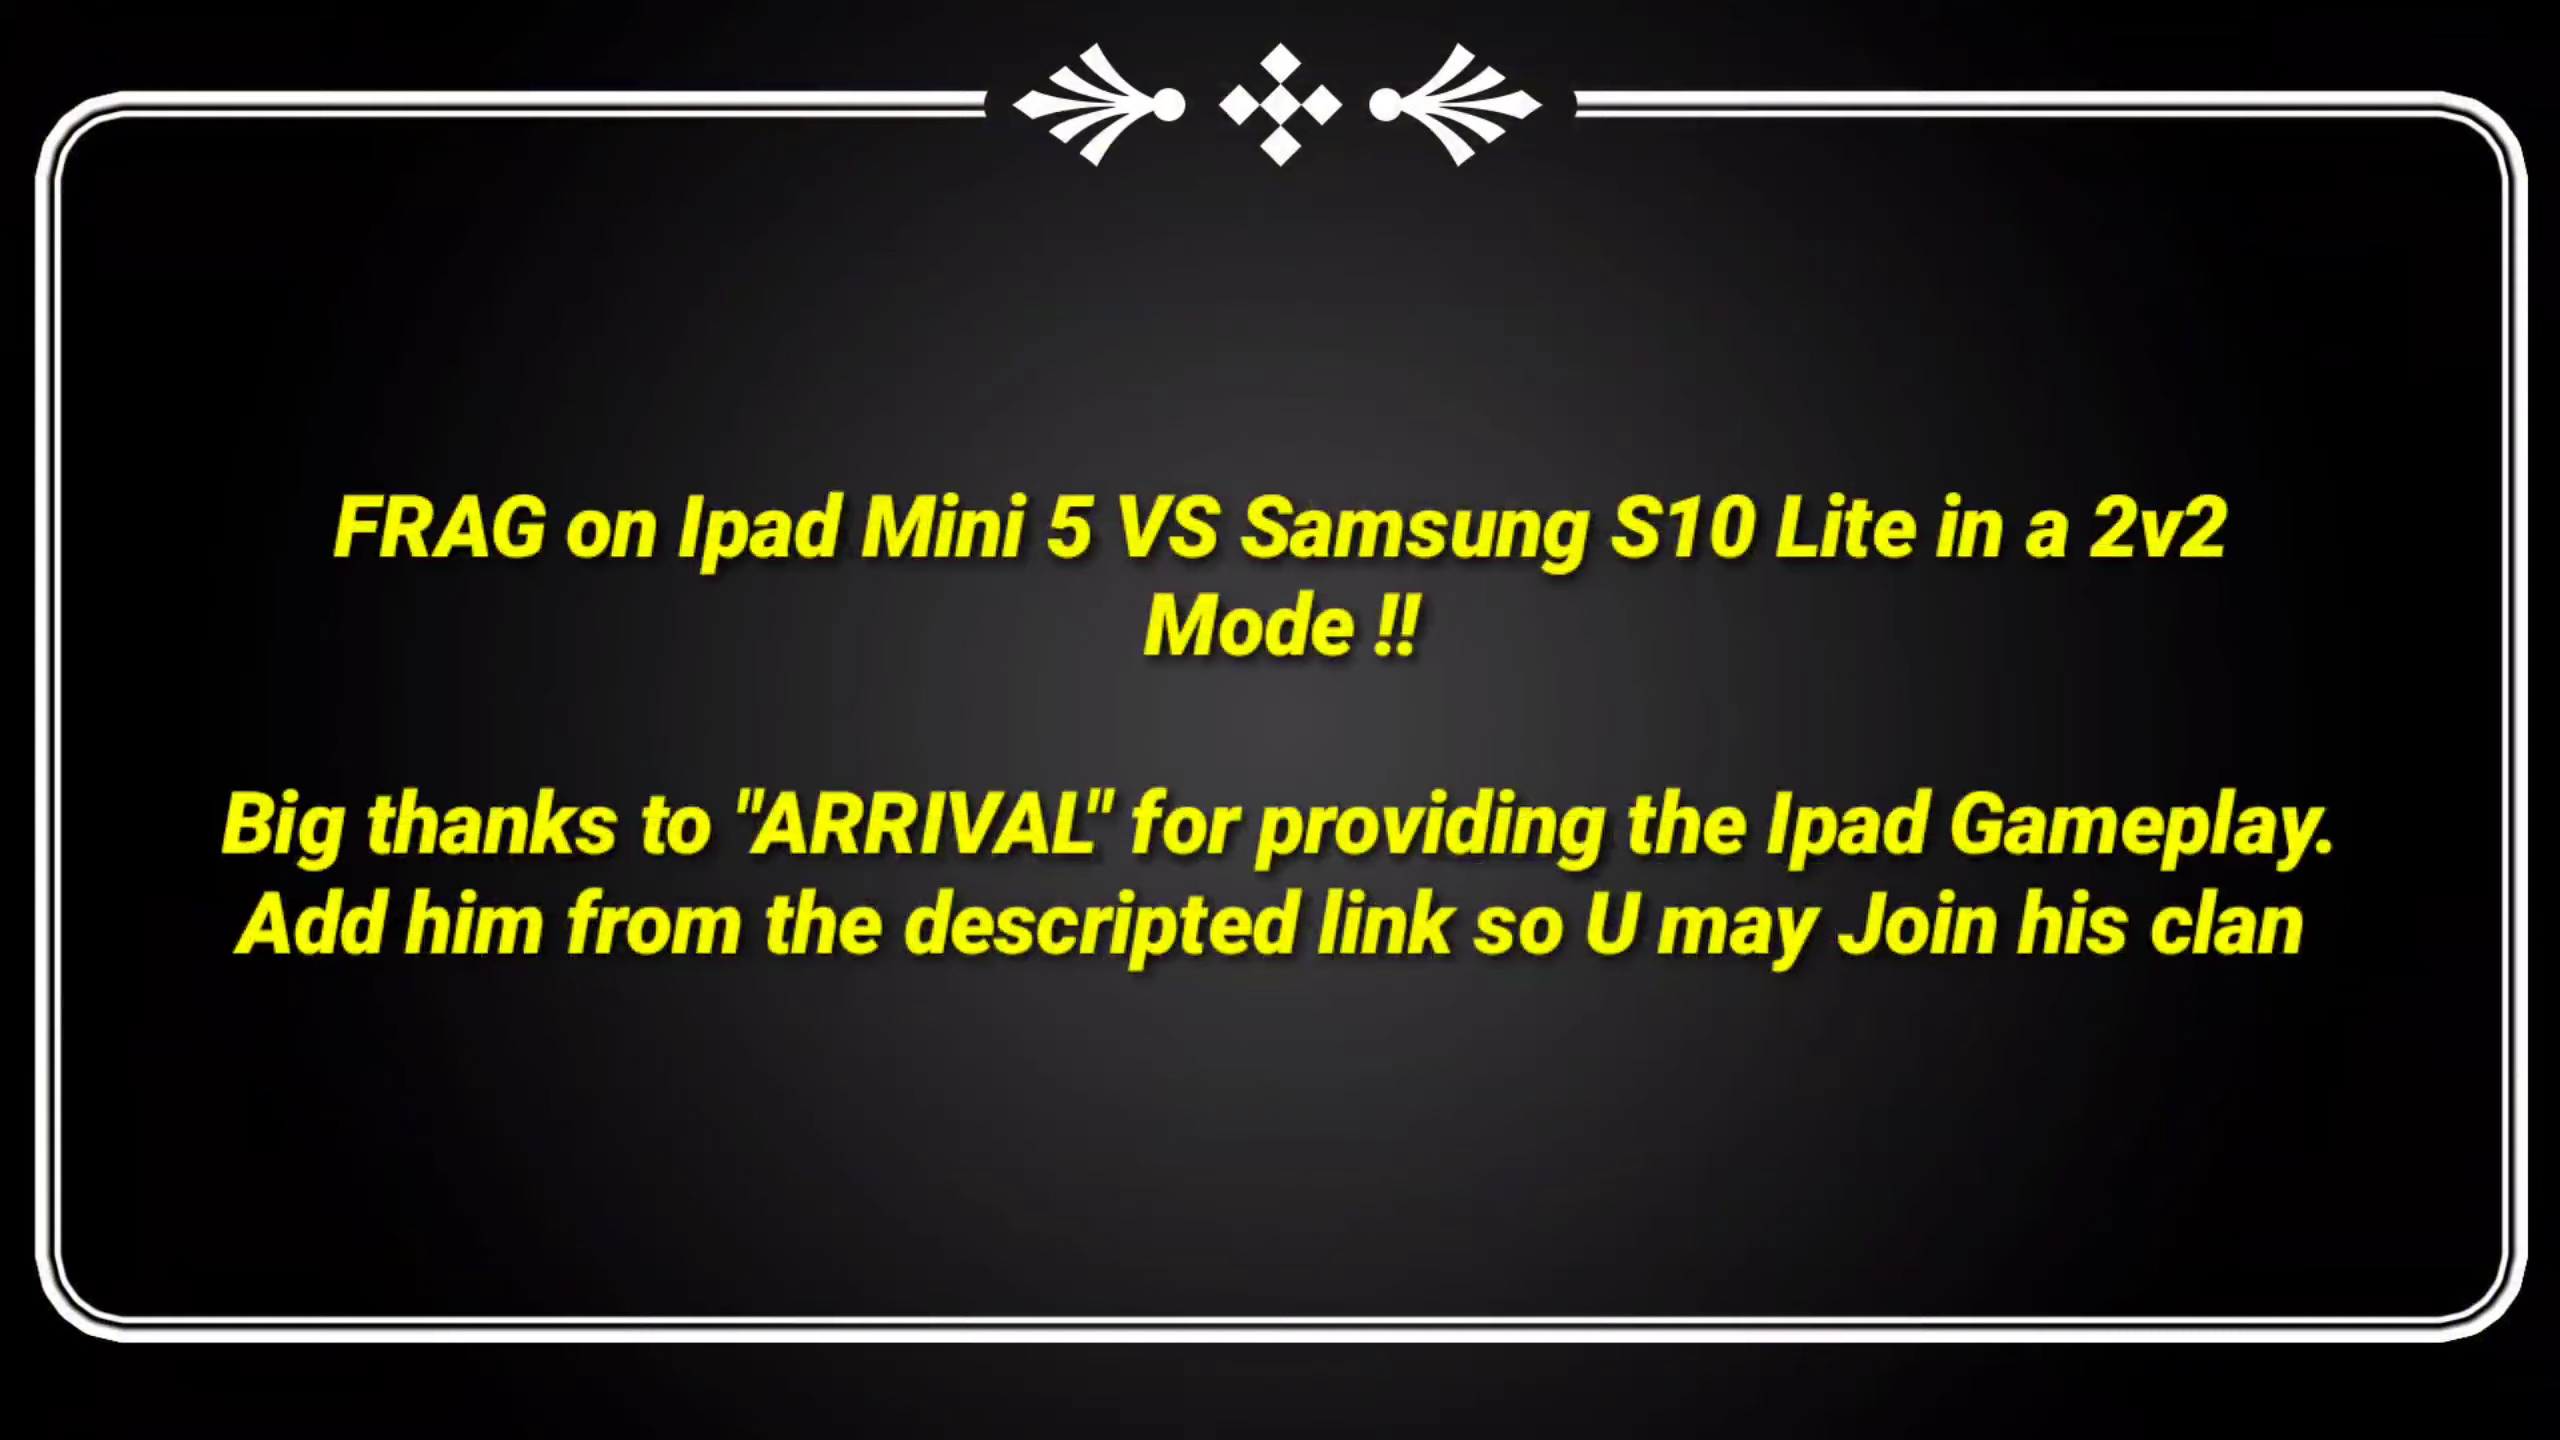 FRAG on Ipad Mini 5 VS Samsung S10 Lite in a 2v2
Mode !!
Big thanks to "ARRIVAL" for providing the Ipad Gameplay.
Add him from the descripted link so U may Join his clan